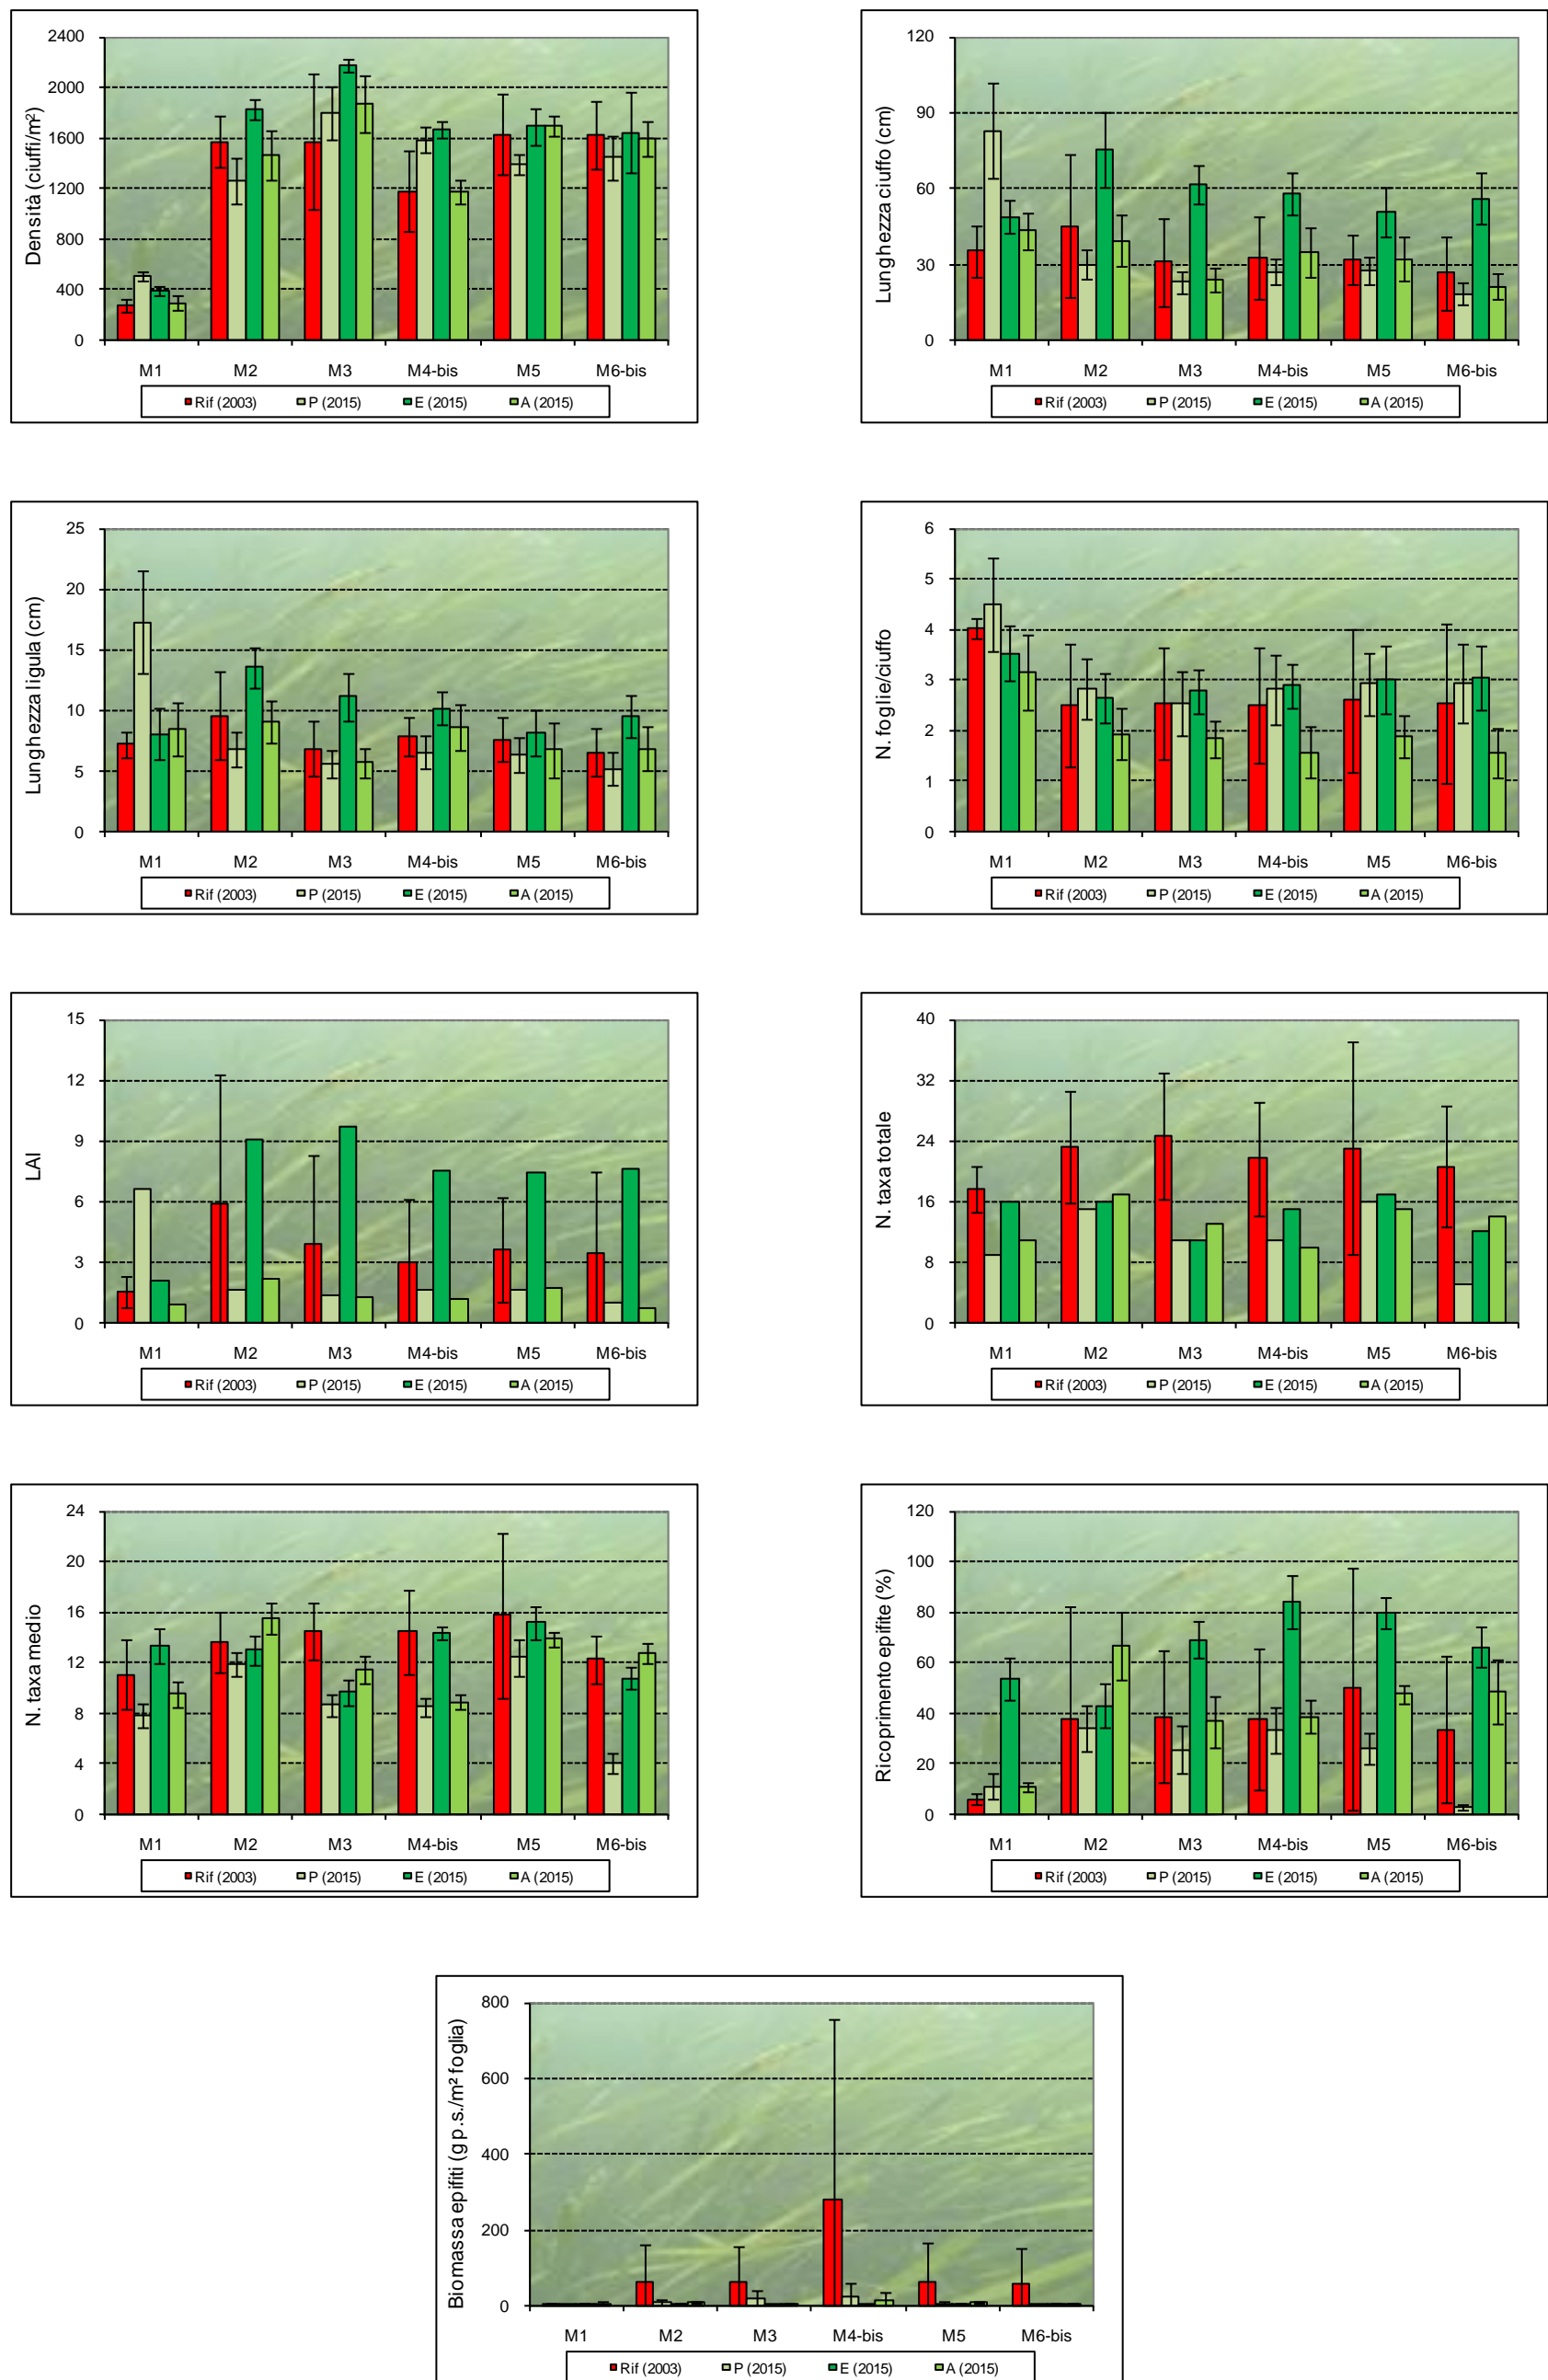 Densità (ciuffi/m²)
2400
2000
1600
1200
800
400
0
M1 M2 M3 M4-bis M5 M6-bis
Rif (2003) P (2015) E (2015) A (2015)
Lunghezza ciuffo (cm)
120
90
60
30
0
M1 M2 M3 M4-bis M5 M6-bis
Rif (2003) P (2015) E (2015) A (2015)
Lunghezza ligula (cm)
25
20
15
10
5
0
M1 M2 M3 M4-bis M5 M6-bis
Rif (2003) P (2015) E (2015) A (2015)
N. foglie/ciuffo
6
5
4
3
2
1
0
M1 M2 M3 M4-bis M5 M6-bis
Rif (2003) P (2015) E (2015) A (2015)
LAI
15
12
9
6
3
0
M1 M2 M3 M4-bis M5 M6-bis
Rif (2003) P (2015) E (2015) A (2015)
N. taxa totale
40
32
24
16
8
0
M1 M2 M3 M4-bis M5 M6-bis
Rif (2003) P (2015) E (2015) A (2015)
N. taxa medio
24
20
16
12
8
4
0
M1 M2 M3 M4-bis M5 M6-bis
Rif (2003) P (2015) E (2015) A (2015)
Ricoprimento epifite (%)
120
100
80
60
40
20
0
M1 M2 M3 M4-bis M5 M6-bis
Rif (2003) P (2015) E (2015) A (2015)
Biomassa epifiti (g p.s./m² foglia)
800
600
400
200
0
M1 M2 M3 M4-bis M5 M6-bis
Rif (2003) P (2015) E (2015) A (2015)